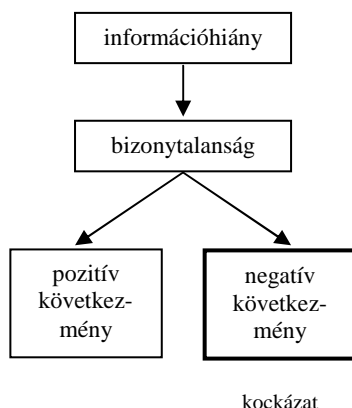 információhiány
bizonytalanság
pozitív
következ-
mény
negatív
következ-
mény
kockázat